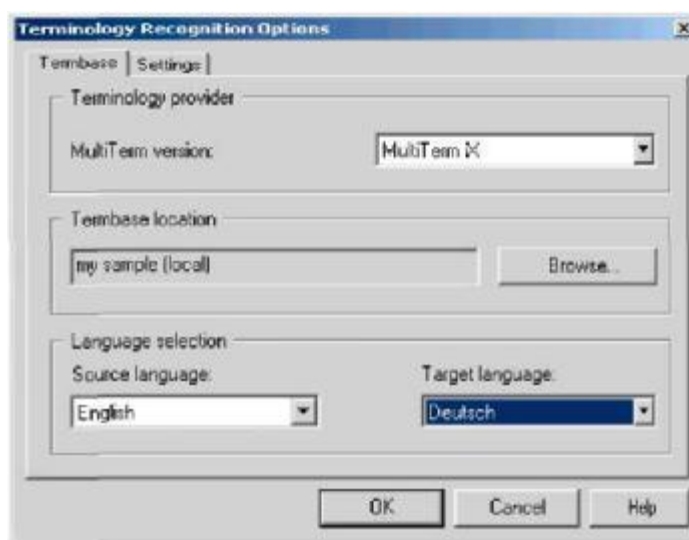 Terminology Recognition Options
Termbase Settings
Terminology provider
MultiTerm version: MultiTerm iX
Termbase location
my sample (local) Browse...
Language selection
Source language: Target language:
English Deutsch
OK Cancel Help